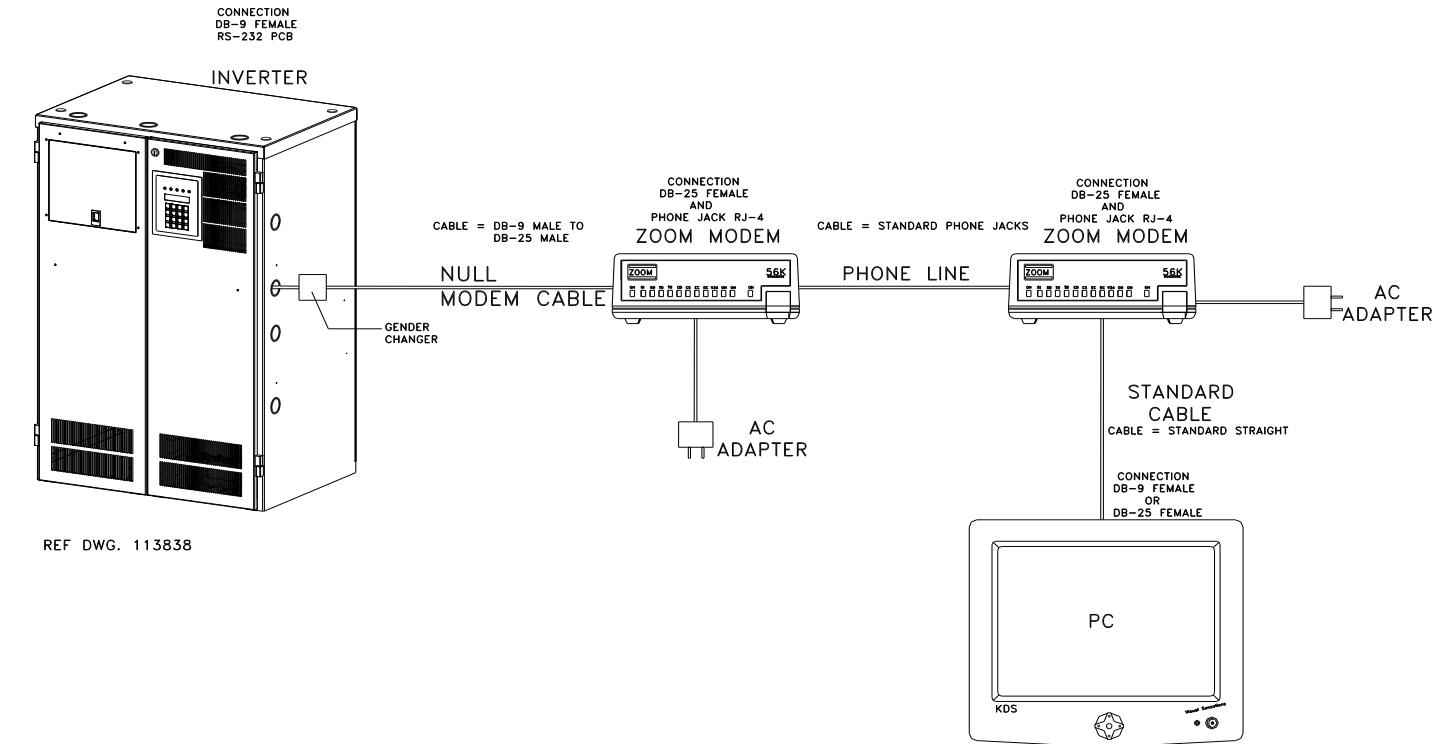 CONNECTION
DB-9 FEMALE
RS-232 PCB
INVERTER
CABLE = DB-9 MALE TO
DB-25 MALE
NULL
MODEM CABLE
GENDER
CHANGER
CONNECTION
DB-25 FEMALE
AND
PHONE JACK RJ-4
ZOOM MODEM
ZOOM
56K
AC
ADAPTER
CABLE = STANDARD PHONE JACKS
PHONE LINE
CONNECTION
DB-25 FEMALE
AND
PHONE JACK RJ-4
ZOOM MODEM
ZOOM
56K
AC
ADAPTER
STANDARD
CABLE
CABLE = STANDARD STRAIGHT
CONNECTION
DB-9 FEMALE
OR
DB-25 FEMALE
PC
KDS
Visual Sensations
REF DWG. 113838